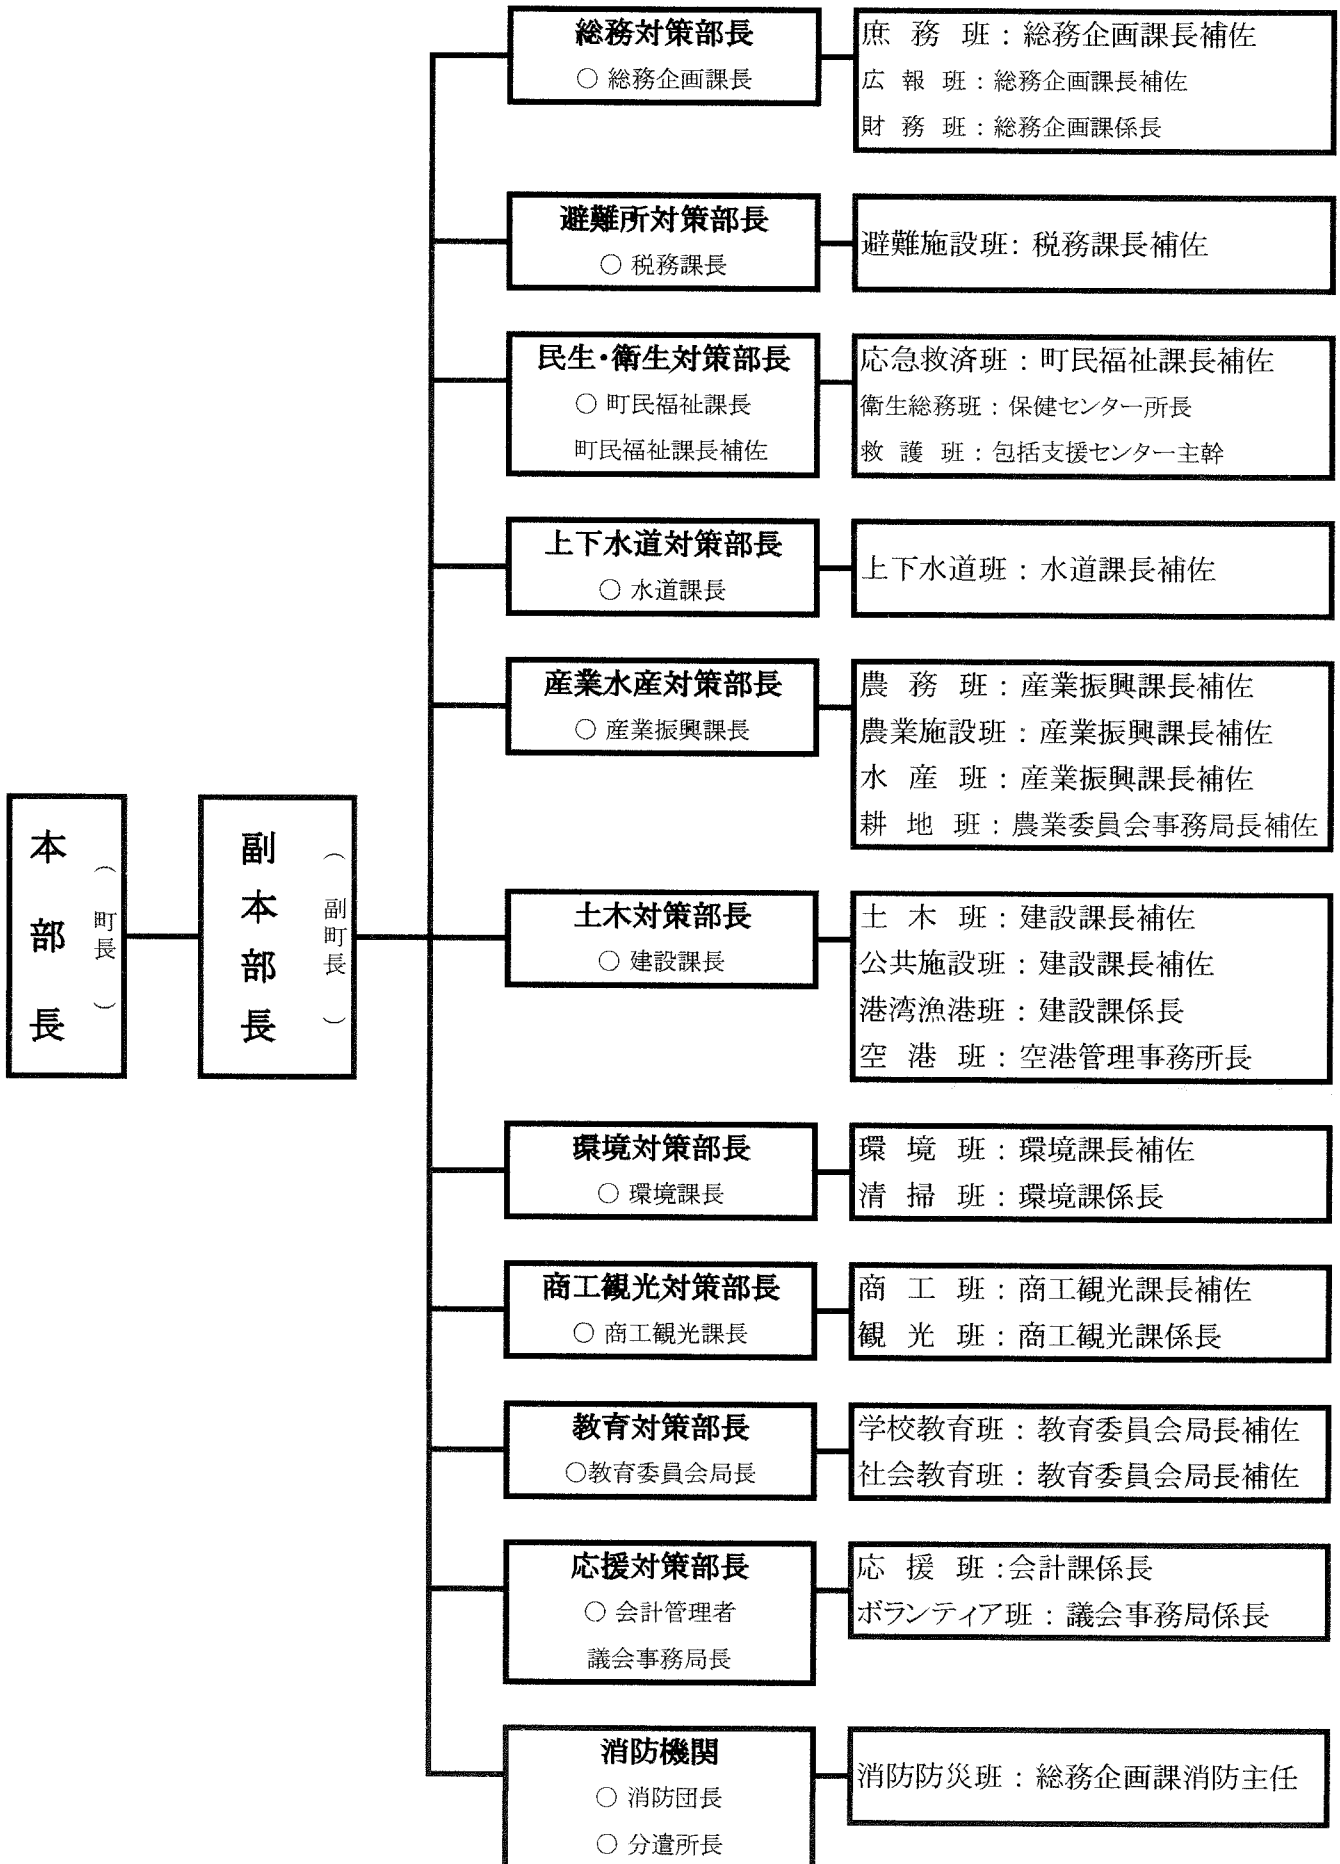 本部長
（町長）
副本部長
（副町長）
総務対策部長
○ 総務企画課長
庶 務 班：総務企画課長補佐
広 報 班：総務企画課長補佐
財 務 班：総務企画課係長
避難所対策部長
○ 税務課長
避難施設班：税務課長補佐
民生・衛生対策部長
○ 町民福祉課長
町民福祉課長補佐
応急救済班：町民福祉課長補佐
衛生総務班：保健センター所長
救 護 班：包括支援センター主幹
上下水道対策部長
○ 水道課長
上下水道班：水道課長補佐
産業水産対策部長
○ 産業振興課長
農 務 班：産業振興課長補佐
農業施設班：産業振興課長補佐
水 産 班：産業振興課長補佐
耕 地 班：農業委員会事務局長補佐
土木対策部長
○ 建設課長
土 木 班：建設課長補佐
公共施設班：建設課長補佐
港湾漁港班：建設課係長
空 港 班：空港管理事務所長
環境対策部長
○ 環境課長
環 境 班：環境課長補佐
清 掃 班：環境課係長
商工観光対策部長
○ 商工観光課長
商 工 班：商工観光課長補佐
観 光 班：商工観光課係長
教育対策部長
○教育委員会局長
学校教育班：教育委員会局長補佐
社会教育班：教育委員会局長補佐
応援対策部長
○ 会計管理者
議会事務局長
応 援 班：会計課係長
ボランティア班：議会事務局係長
消防機関
○ 消防団長
○ 分遣所長
消防防災班：総務企画課消防主任